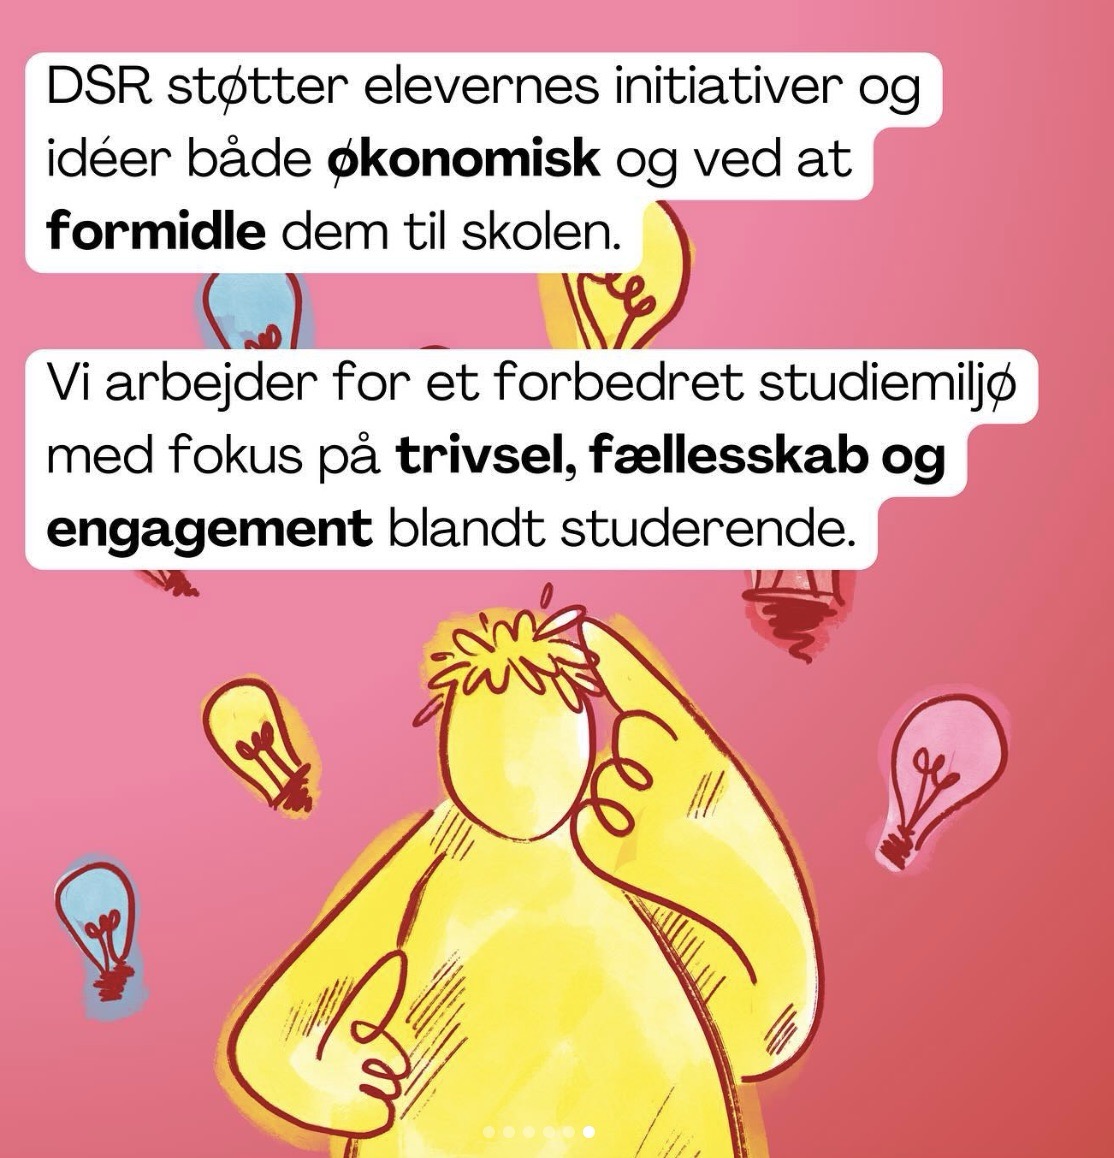 DSR støtter elevernes initiativer og
idéer både økonomisk og ved at
formidle dem til skolen.
Vi arbejder for et forbedret studiemiljø
med fokus på trivsel, fællesskab og
engagement blandt studerende.